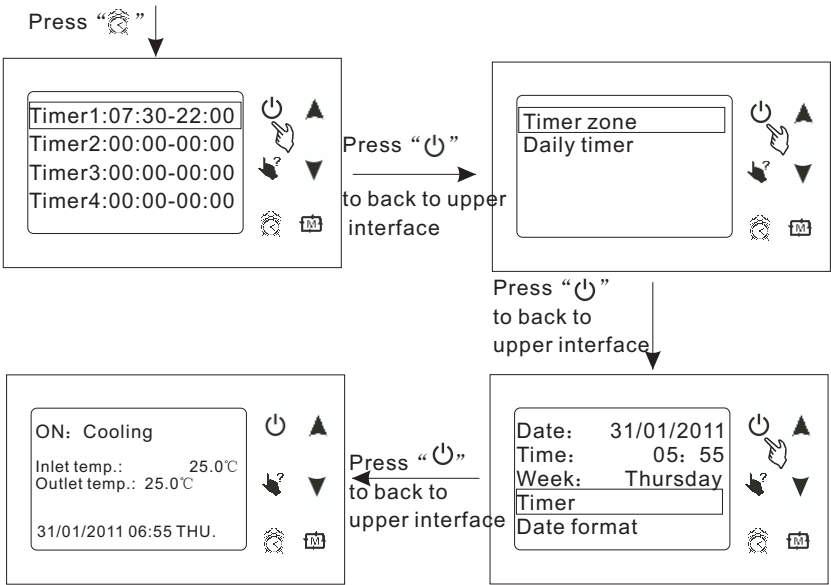 Press “ ”
Timer1:07:30-22:00
Timer2:00:00-00:00
Timer3:00:00-00:00
Timer4:00:00-00:00
?
M
Press “ ”
to back to upper
interface
Timer zone
Daily timer
?
M
Press “ ”
to back to
upper interface
Date: 31/01/2011
Time: 05: 55
Week: Thursday
Timer
Date format
?
M
Press “ ”
to back to
upper interface
ON: Cooling
Inlet temp.: 25.0℃
Outlet temp.: 25.0℃
31/01/2011 06:55 THU.
?
M